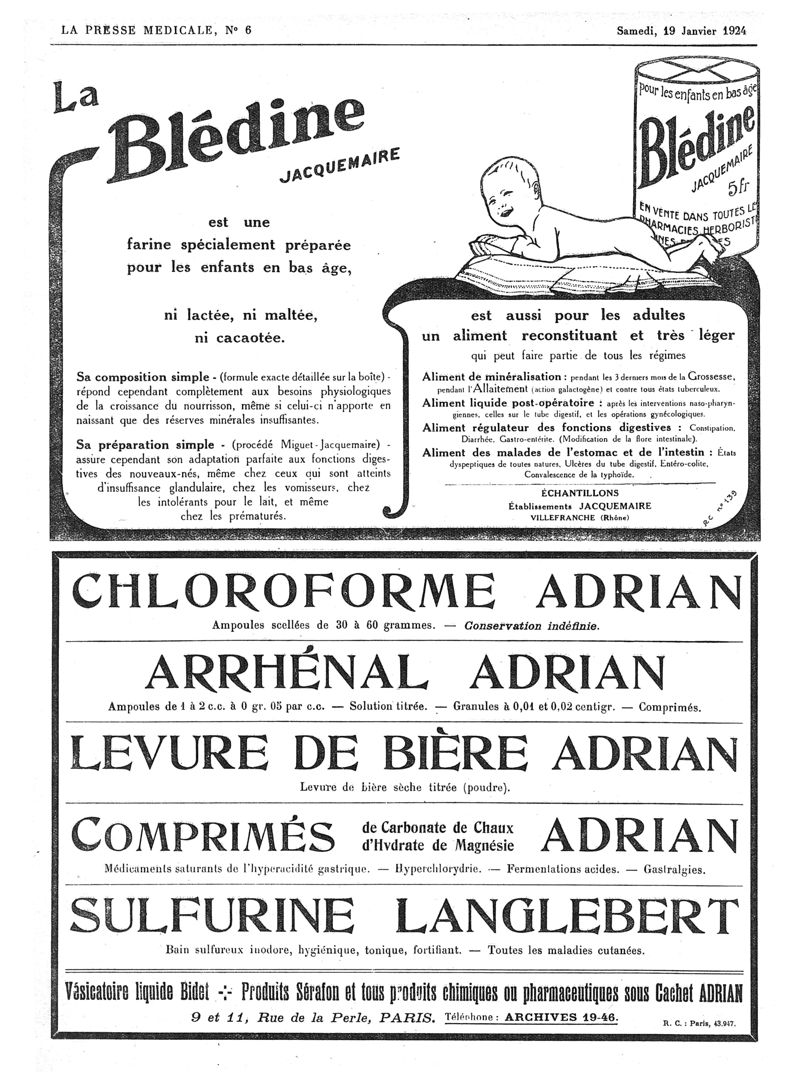 LA PRESSE MEDICALE, Nº 6
Samedi, 19 Janvier 1924
La
Blédine
JACQUEMAIRE
est une
farine spécialement préparée
pour les enfants en bas âge,
ni lactée, ni maltée,
ni cacaotée.
Sa composition simple - (formule exacte détaillée sur la boîte) -
répond cependant complètement aux besoins physiologiques
de la croissance du nourrisson, même si celui-ci n'apporte en
naissant que des réserves minérales insuffisantes.
Sa préparation simple - (procédé Miguet-Jacquemaire) -
assure cependant son adaptation parfaite aux fonctions diges-
tives des nouveaux-nés, même chez ceux qui sont atteints
d'insuffisance glandulaire, chez les vomisseurs, chez
les intolérants pour le lait, et même
chez les prématurés.
pour les enfants en bas âge
Blédine
JACQUEMAIRE
5fr
EN VENTE DANS TOUTES LE
PHARMACIES HERBORIST
est aussi pour les adultes
un aliment reconstituant et très léger
qui peut faire partie de tous les régimes
Aliment de minéralisation : pendant les 3 derniers mois de la Grossesse,
pendant l'Allaitement (action galactogène) et contre tous états tuberculeux.
Aliment liquide post-opératoire : après les interventions naso-pharyn-
giennes, celles sur le tube digestif, et les opérations gynécologiques.
Aliment régulateur des fonctions digestives : Constipation,
Diarrhée, Gastro-entérite. (Modification de la flore intestinale).
Aliment des malades de l'estomac et de l'intestin : États
dyspeptiques de toutes natures, Ulcères du tube digestif, Entéro-colite,
Convalescence de la typhoïde.
ÉCHANTILLONS
Établissements JACQUEMAIRE
VILLEFRANCHE (Rhône)
R.C. nº 139
CHLOROFORME ADRIAN
Ampoules scellées de 30 à 60 grammes. — Conservation indéfinie.
ARRHÉNAL ADRIAN
Ampoules de 1 à 2 c.c. à 0 gr. 05 par c.c. — Solution titrée. — Granules à 0,01 et 0,02 centigr. — Comprimés.
LEVURE DE BIÈRE ADRIAN
Levure de bière sèche titrée (poudre).
COMPRIMÉS de Carbonate de Chaux
d'Hydrate de Magnésie ADRIAN
Médicaments saturants de l'hyperacidité gastrique. — Hyperchlorydrie. — Fermentations acides. — Gastralgies.
SULFURINE LANGLEBERT
Bain sulfureux inodore, hygiénique, tonique, fortifiant. — Toutes les maladies cutanées.
Vésicatoire liquide Bidet -:- Produits Sérafon et tous produits chimiques ou pharmaceutiques sous Cachet ADRIAN
9 et 11, Rue de la Perle, PARIS. Téléphone : ARCHIVES 19-46.
R. C. : Paris, 43.947.